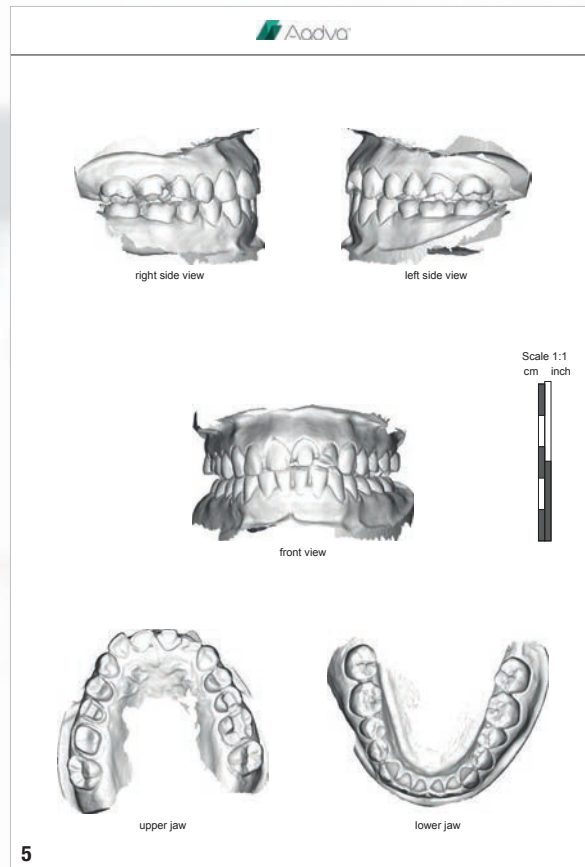 Aadva
right side view
left side view
Scale 1:1
cm inch
front view
upper jaw
lower jaw
5